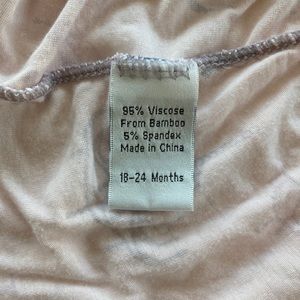 95% Viscose
From Bamboo
5% Spandex
Made in China
18-24 Months